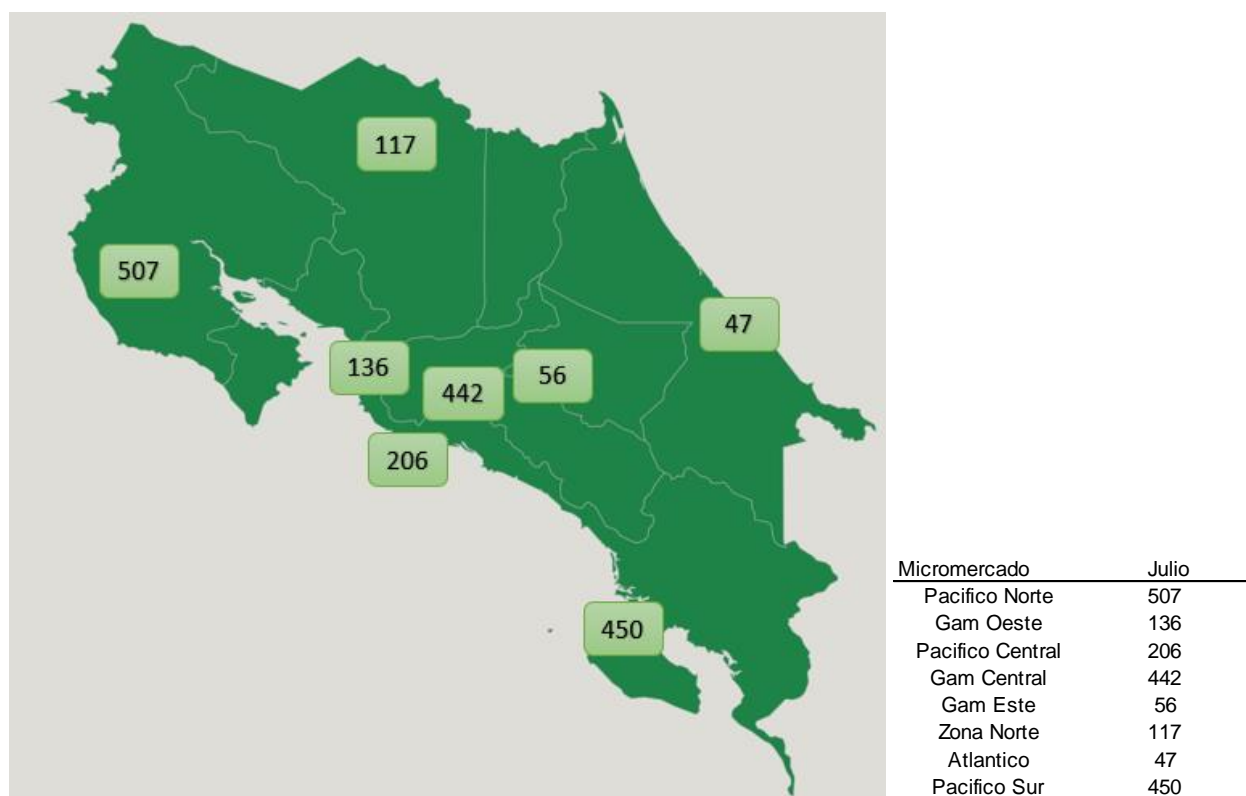 117
507
47
136
442
56
206
450
Micromercado Julio
Pacifico Norte 507
Gam Oeste 136
Pacifico Central 206
Gam Central 442
Gam Este 56
Zona Norte 117
Atlantico 47
Pacifico Sur 450